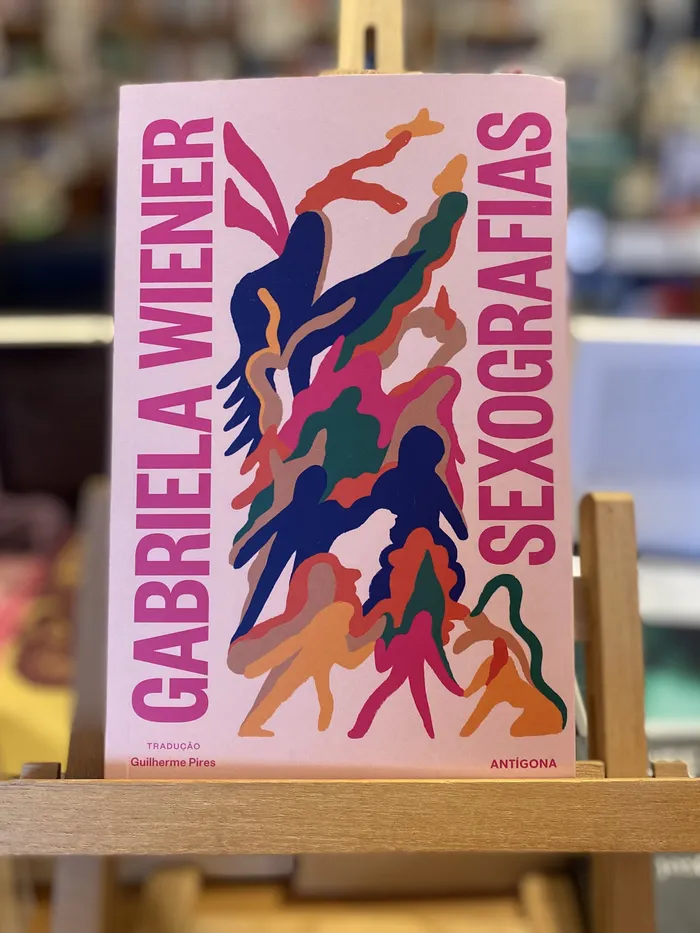 GABRIELA WIENER
SEXOGRAFIAS
TRADUÇÃO
Guilherme Pires
ANTÍGONA